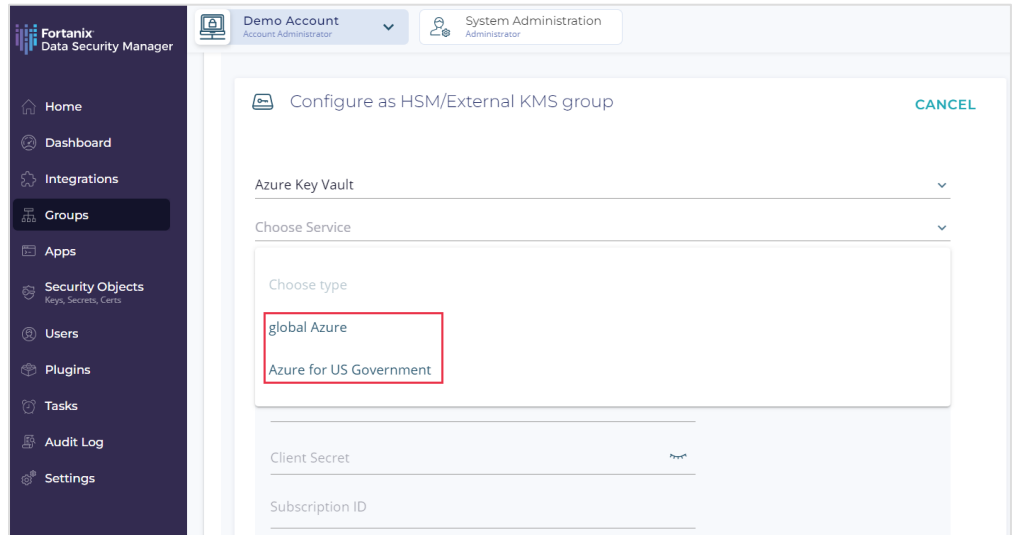 Fortanix
Data Security Manager
Home
Dashboard
Integrations
Groups
Apps
Security Objects
Keys, Secrets, Certs
Users
Plugins
Tasks
Audit Log
Settings
Demo Account
Account Administrator
System Administration
Administrator
Configure as HSM/External KMS group
CANCEL
Azure Key Vault
Choose Service
Choose type
global Azure
Azure for US Government
Client Secret
Subscription ID